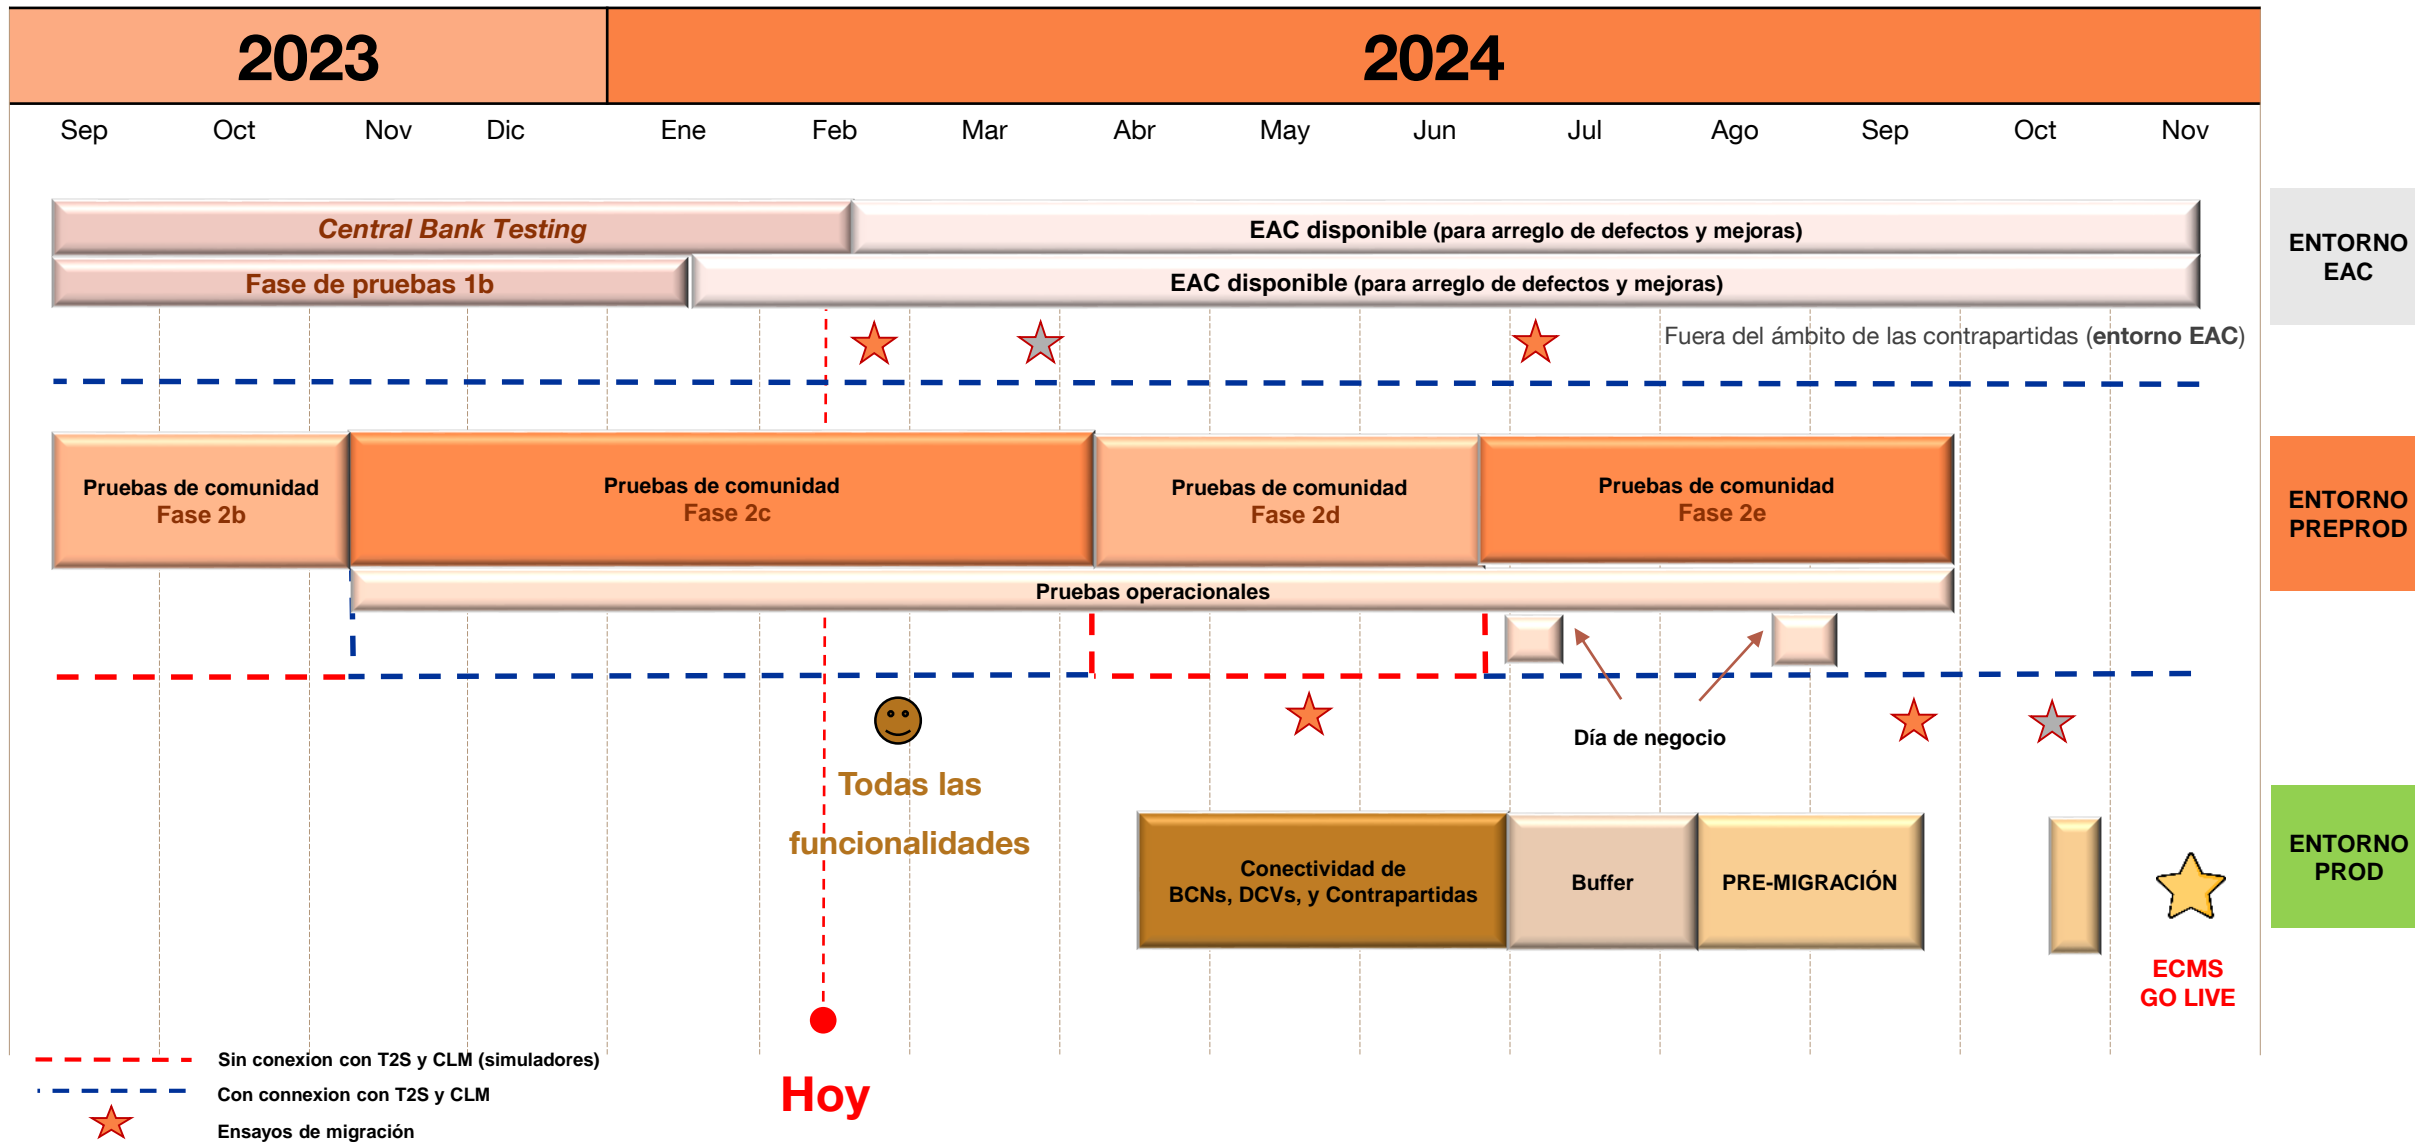 2023
2024
Sep Oct Nov Dic Ene Feb Mar Abr May Jun Jul Ago Sep Oct Nov
Central Bank Testing
EAC disponible (para arreglo de defectos y mejoras)
Fase de pruebas 1b
EAC disponible (para arreglo de defectos y mejoras)
ENTORNO
EAC
Fuera del ámbito de las contrapartidas (entorno EAC)
Pruebas de comunidad
Fase 2b
Pruebas de comunidad
Fase 2c
Pruebas de comunidad
Fase 2d
Pruebas de comunidad
Fase 2e
ENTORNO
PREPROD
Pruebas operacionales
Día de negocio
Todas las
funcionalidades
Conectividad de
BCNs, DCVs, y Contrapartidas
Buffer
PRE-MIGRACIÓN
ENTORNO
PROD
ECMS
GO LIVE
Hoy
Sin conexion con T2S y CLM (simuladores)
Con connexion con T2S y CLM
Ensayos de migración